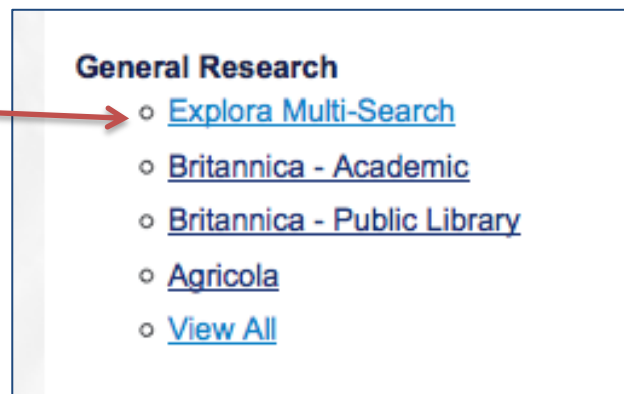 General Research
Explora Multi-Search
Britannica - Academic
Britannica - Public Library
Agricola
View All